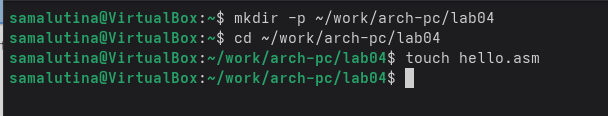 samalutina@VirtualBox:~$ mkdir -p ~/work/arch-pc/lab04
samalutina@VirtualBox:~$ cd ~/work/arch-pc/lab04
samalutina@VirtualBox:~/work/arch-pc/lab04$ touch hello.asm
samalutina@VirtualBox:~/work/arch-pc/lab04$